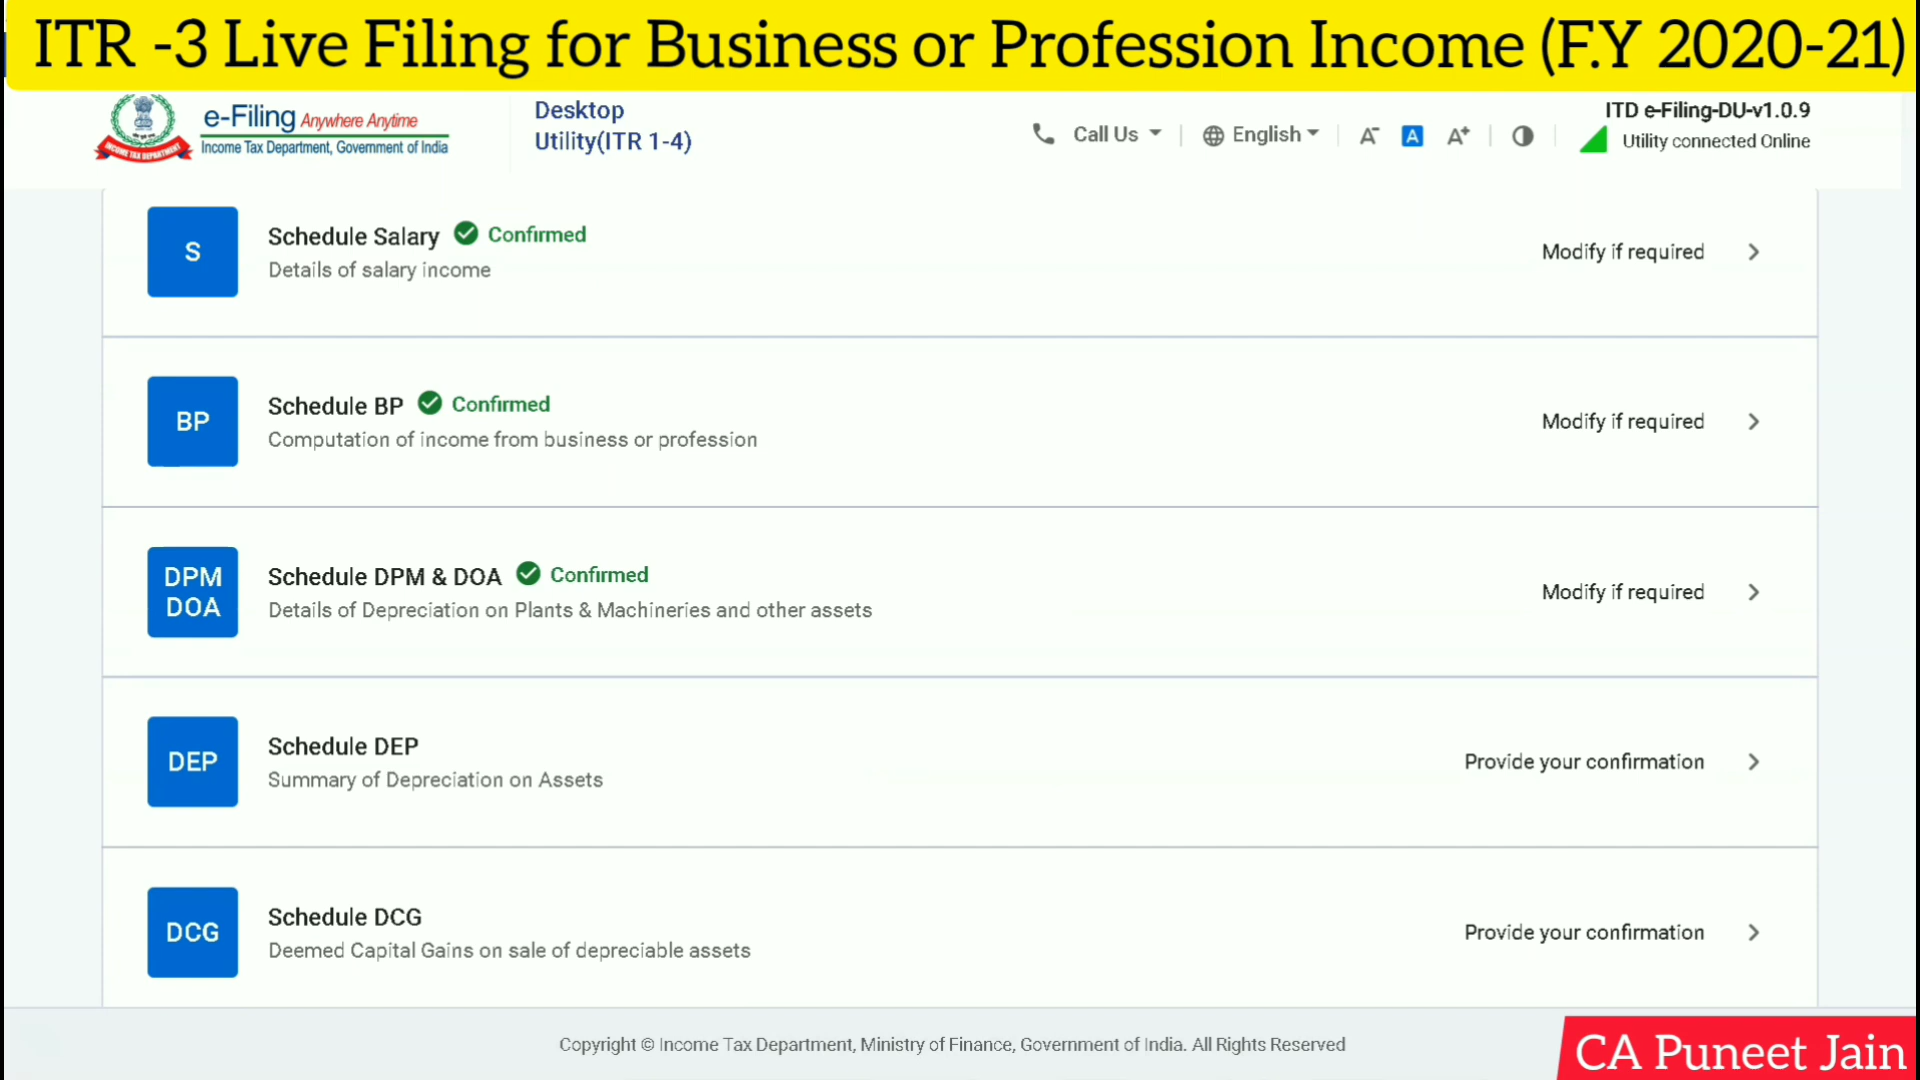 ITR -3 Live Filing for Business or Profession Income (F.Y 2020-21)
e-Filing Anywhere Anytime
Income Tax Department, Government of India
INCOME TAX DEPARTMENT
Desktop
Utility(ITR 1-4)
Call Us
English
A-
A
A+
ITD e-Filing-DU-v1.0.9
Utility connected Online
S
Schedule Salary
Confirmed
Details of salary income
Modify if required
BP
Schedule BP
Confirmed
Computation of income from business or profession
Modify if required
DPM
DOA
Schedule DPM & DOA
Confirmed
Details of Depreciation on Plants & Machineries and other assets
Modify if required
DEP
Schedule DEP
Summary of Depreciation on Assets
Provide your confirmation
DCG
Schedule DCG
Deemed Capital Gains on sale of depreciable assets
Provide your confirmation
Copyright © Income Tax Department, Ministry of Finance, Government of India. All Rights Reserved
CA Puneet Jain